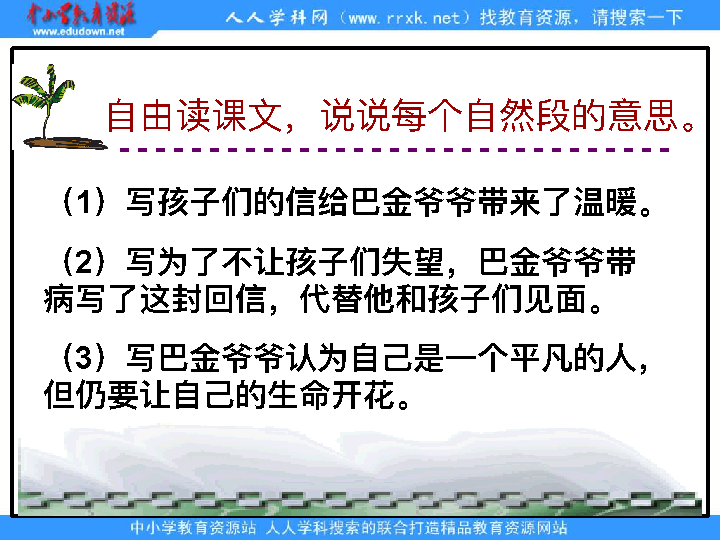 中小学教育资源
www.edudown.net
人人学科网（www.rrxk.net）找教育资源，请搜索一下
自由读课文，说说每个自然段的意思。
（1）写孩子们的信给巴金爷爷带来了温暖。
（2）写为了不让孩子们失望，巴金爷爷带
病写了这封回信，代替他和孩子们见面。
（3）写巴金爷爷认为自己是一个平凡的人，
但仍要让自己的生命开花。
中小学教育资源站 人人学科搜索的联合打造精品教育资源网站